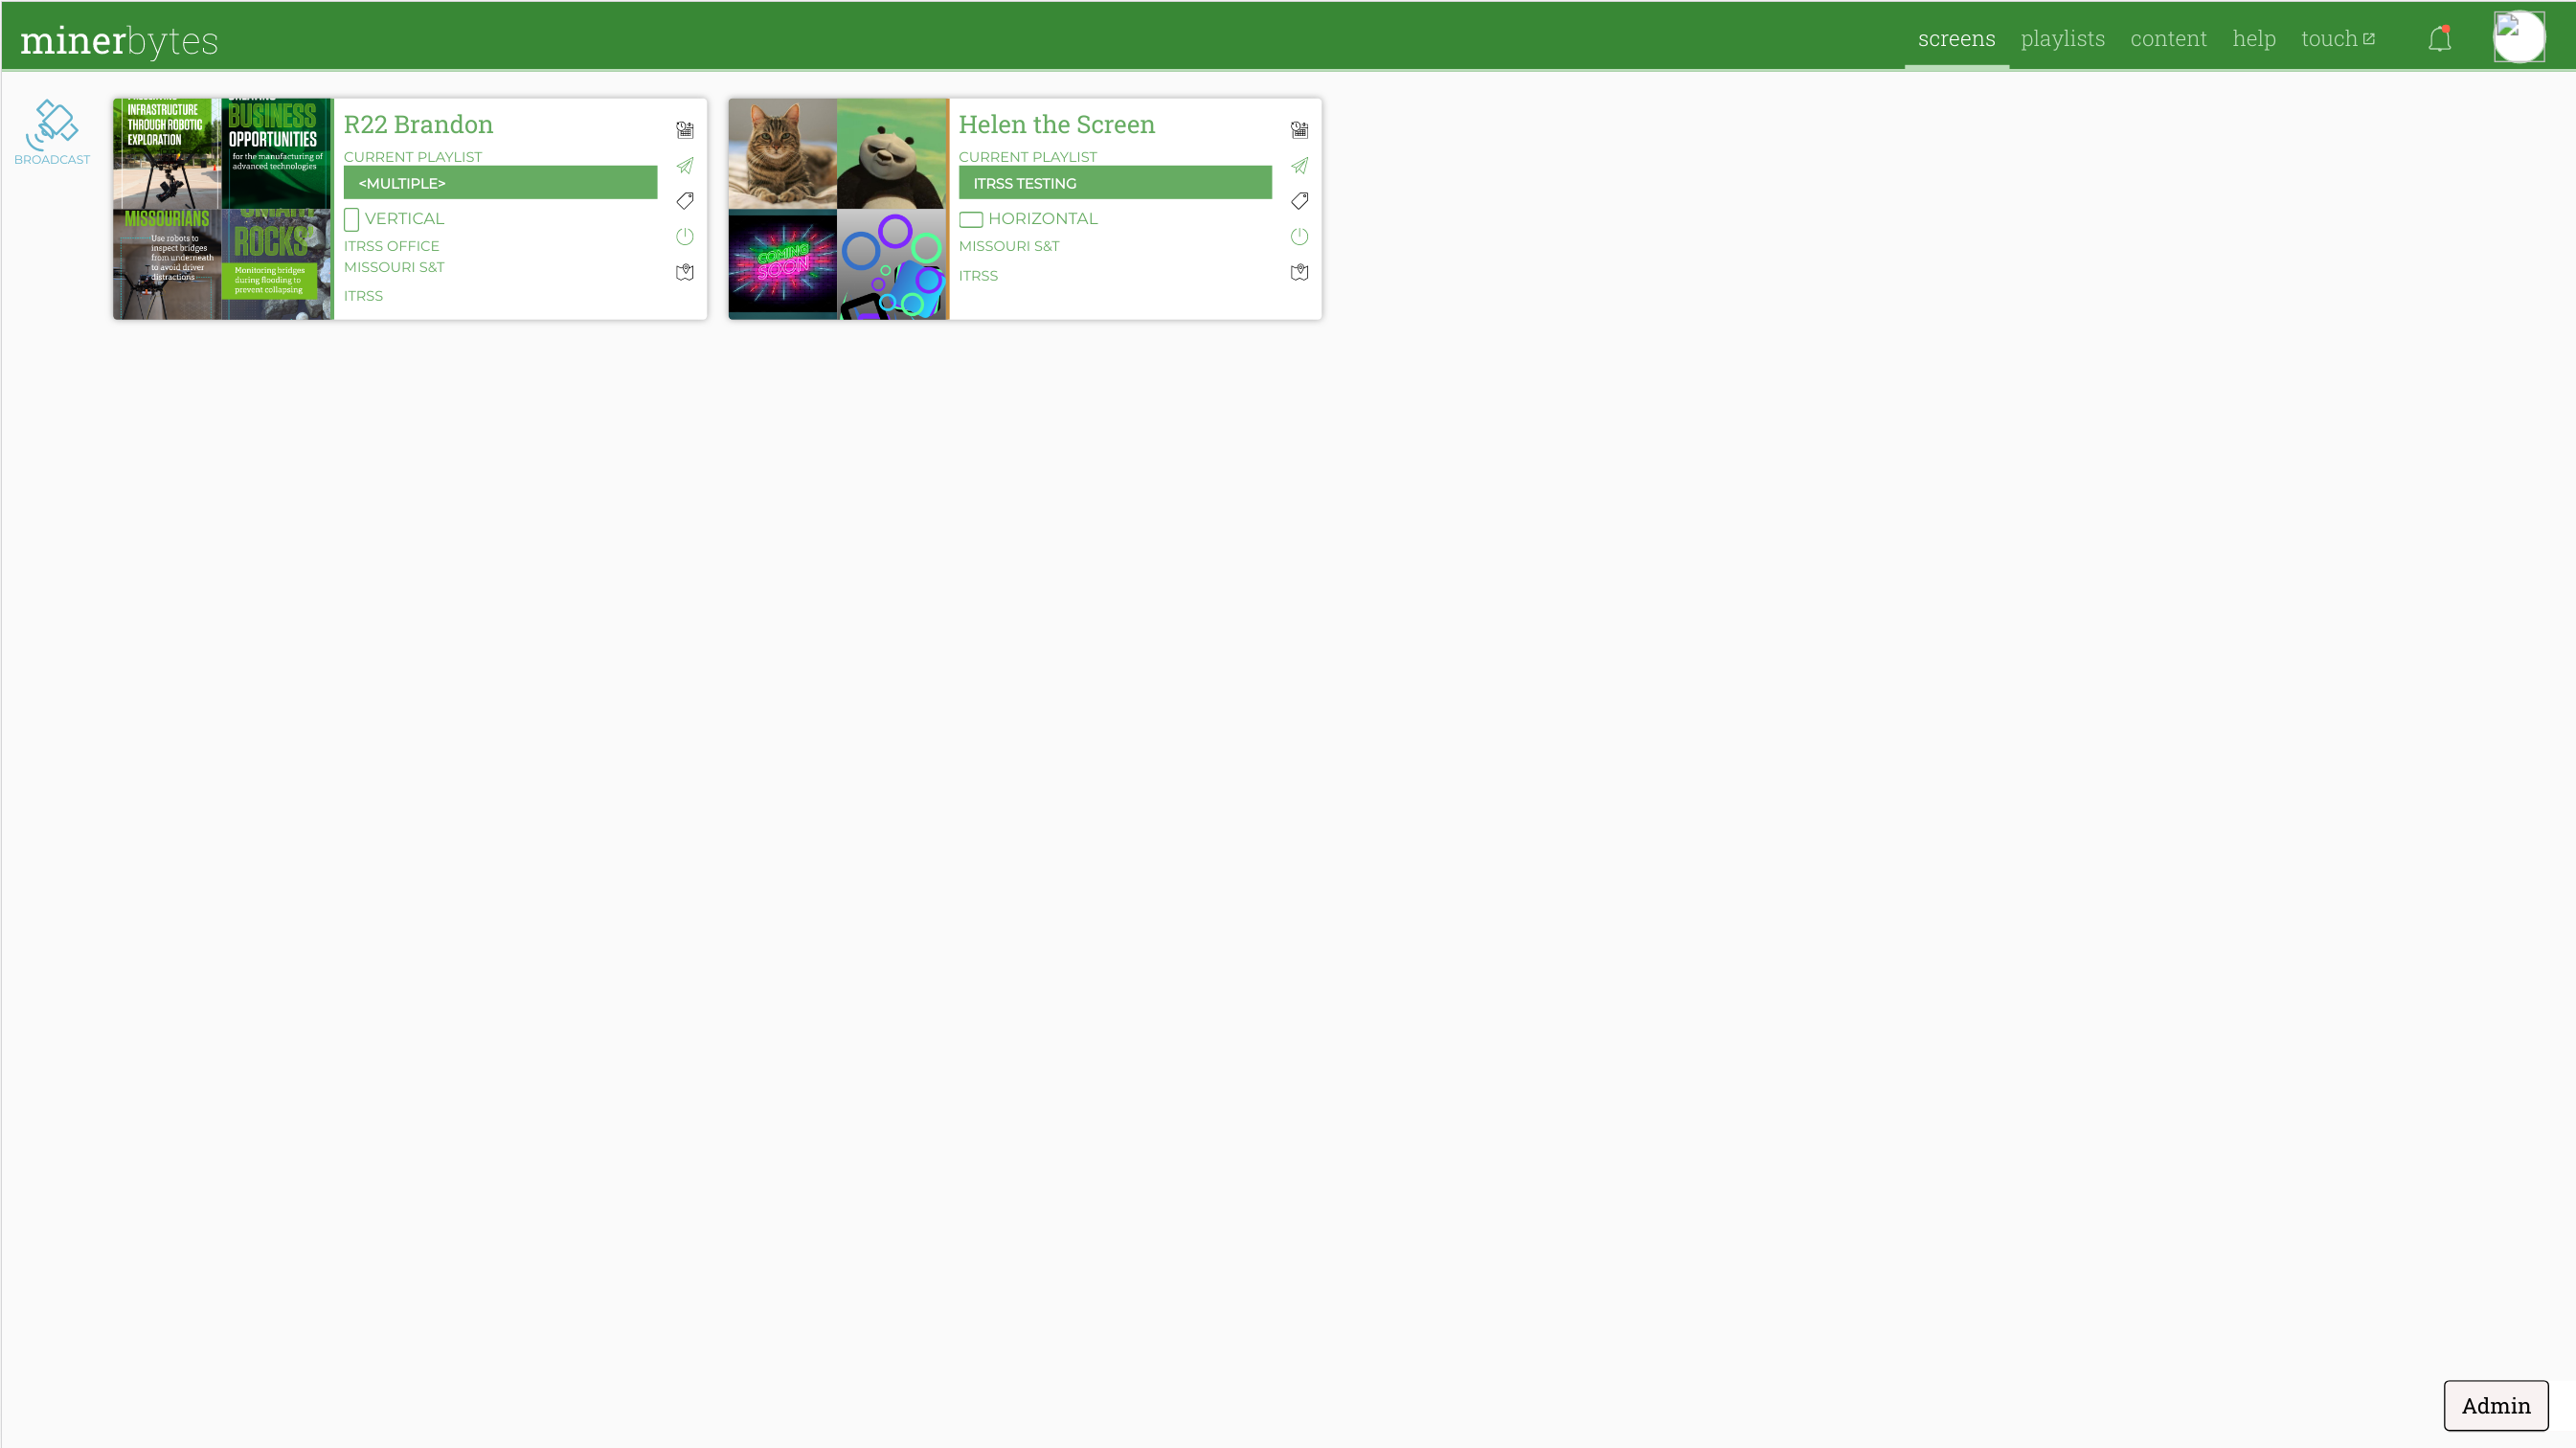 minerbytes
screens playlists content help touch
BROADCAST
INFRASTRUCTURE
THROUGH ROBOTIC
EXPLORATION
BUSINESS
OPPORTUNITIES
for the manufacturing of
advanced technologies
MISSOURIANS
Use robots to
inspect bridges
from underneath
to avoid driver
distractions
ROCKS
Monitoring bridges
during flooding to
prevent collapsing
R22 Brandon
CURRENT PLAYLIST
<MULTIPLE>
VERTICAL
ITRSS OFFICE
MISSOURI S&T
ITRSS
COMING
SOON
Helen the Screen
CURRENT PLAYLIST
ITRSS TESTING
HORIZONTAL
MISSOURI S&T
ITRSS
Admin